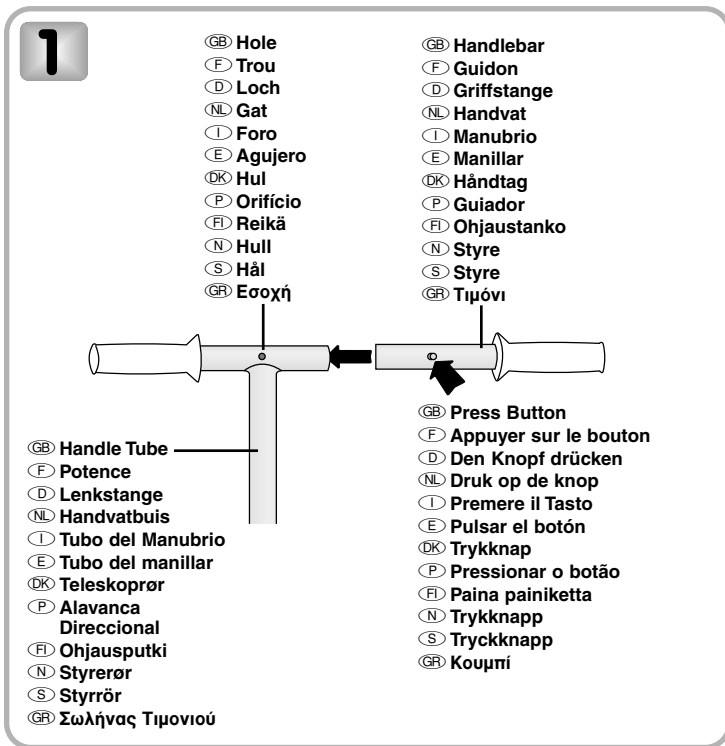 1
GB Hole
F Trou
D Loch
NL Gat
I Foro
E Agujero
DK Hul
P Orifício
FI Reikä
N Hull
S Hål
GR Εσοχή
GB Handlebar
F Guidon
D Griffstange
NL Handvat
I Manubrio
E Manillar
DK Håndtag
P Guiador
FI Ohjaustanko
N Styre
S Styre
GR Τιμόνι
GB Handle Tube
F Potence
D Lenkstange
NL Handvatbuis
I Tubo del Manubrio
E Tubo del manillar
DK Teleskoprør
P Alavanca
Direccional
FI Ohjausputki
N Styrerør
S Styrrör
GR Σωλήνας Τιμονιού
GB Press Button
F Appuyer sur le bouton
D Den Knopf drücken
NL Druk op de knop
I Premere il Tasto
E Pulsar el botón
DK Trykknap
P Pressionar o botão
FI Paina painiketta
N Trykknapp
S Tryckknapp
GR Κουμπί